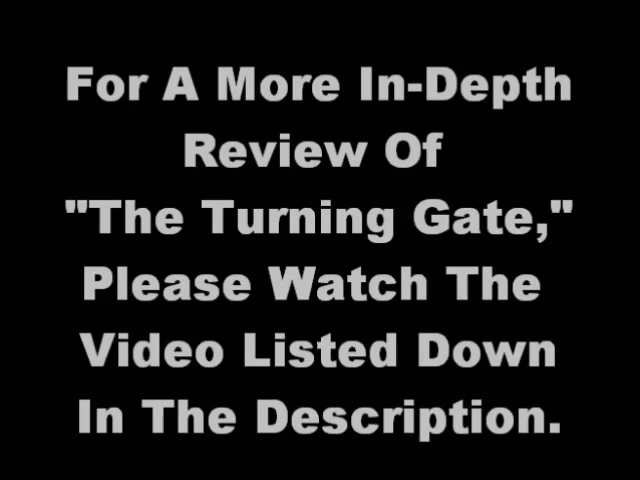 For A More In-Depth
Review Of
"The Turning Gate,"
Please Watch The
Video Listed Down
In The Description.